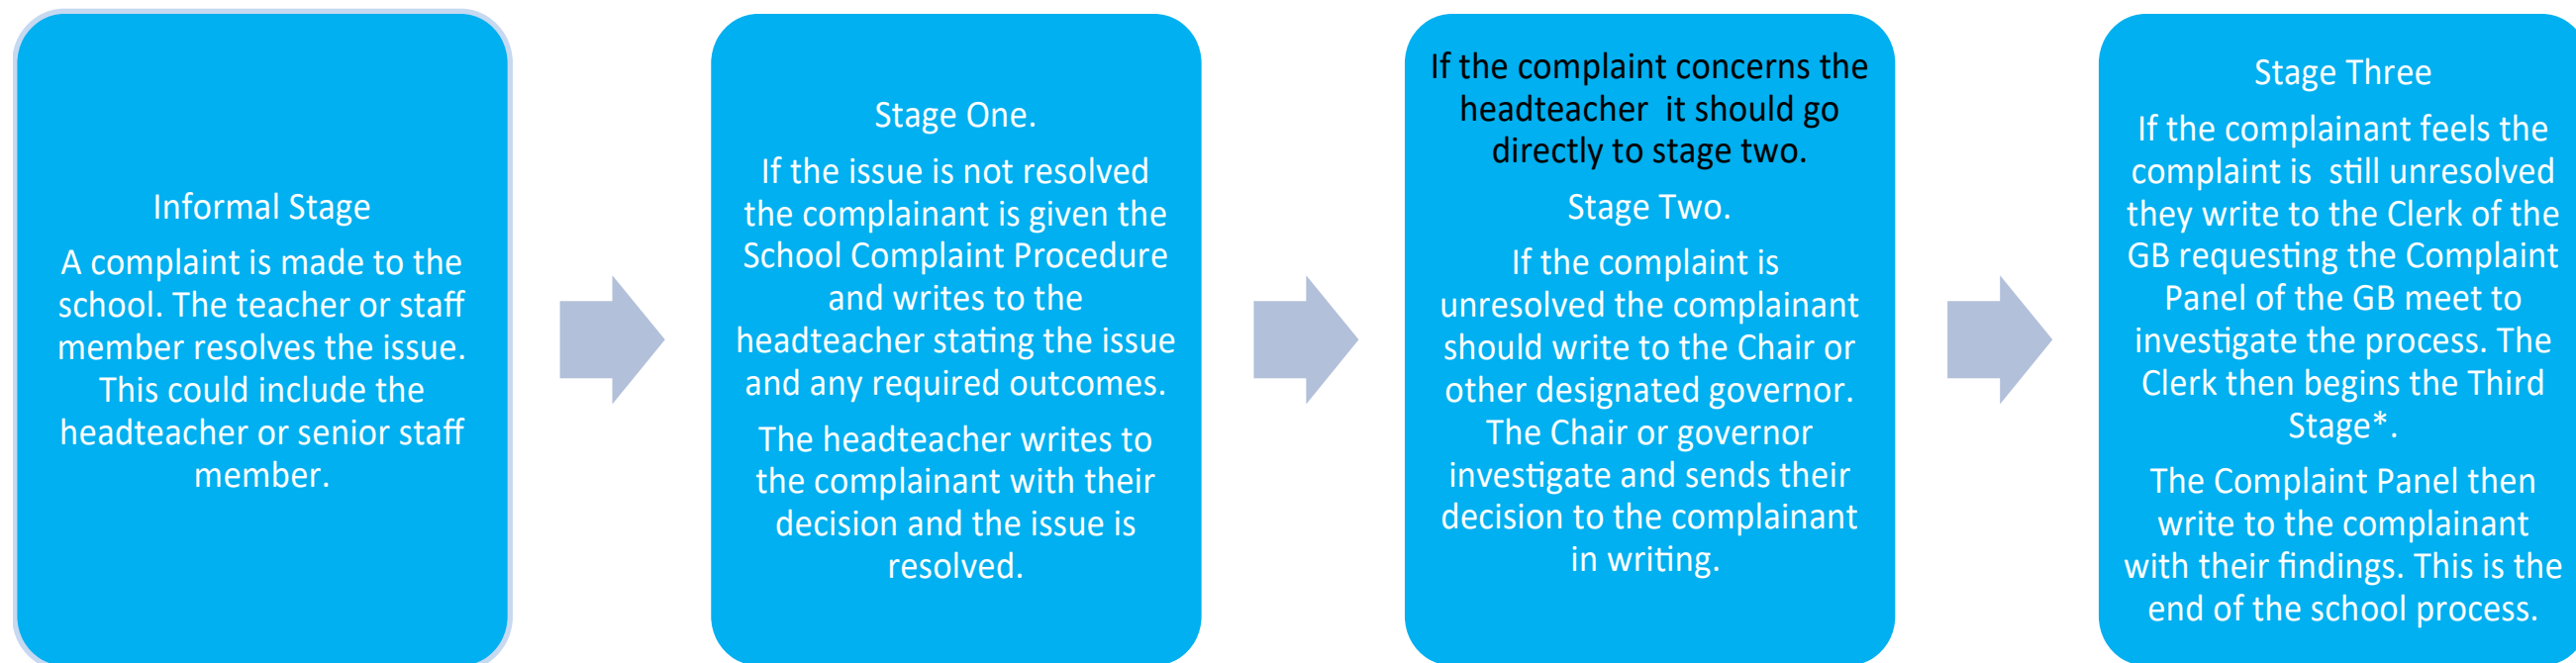 Informal Stage
A complaint is made to the
school. The teacher or staff
member resolves the issue.
This could include the
headteacher or senior staff
member.
Stage One.
If the issue is not resolved
the complainant is given the
School Complaint Procedure
and writes to the
headteacher stating the issue
and any required outcomes.
The headteacher writes to
the complainant with their
decision and the issue is
resolved.
If the complaint concerns the
headteacher it should go
directly to stage two.
Stage Two.
If the complaint is
unresolved the complainant
should write to the Chair or
other designated governor.
The Chair or governor
investigate and sends their
decision to the complainant
in writing.
Stage Three
If the complainant feels the
complaint is still unresolved
they write to the Clerk of the
GB requesting the Complaint
Panel of the GB meet to
investigate the process. The
Clerk then begins the Third
Stage*.
The Complaint Panel then
write to the complainant
with their findings. This is the
end of the school process.